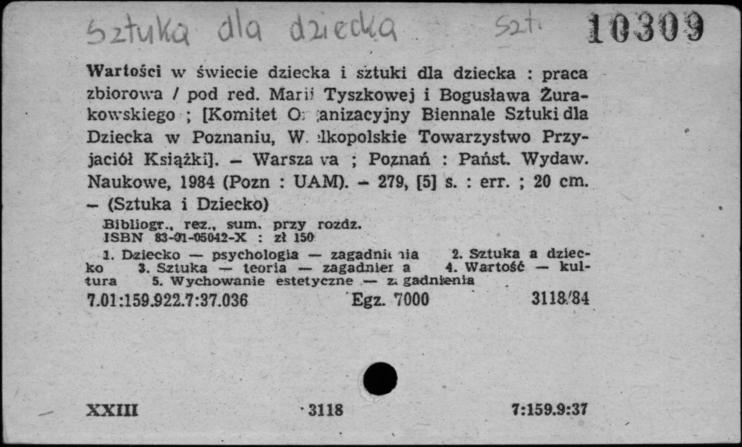 Sztuka dla dziecka szt. 10309
Wartości w świecie dziecka i sztuki dla dziecka : praca
zbiorowa / pod red. Marii Tyszkowej i Bogusława Żura-
kowskiego ; [Komitet Organizacyjny Biennale Sztuki dla
Dziecka w Poznaniu, Wielkopolskie Towarzystwo Przy-
jaciół Książki]. — Warszawa ; Poznań : Państ. Wydaw.
Naukowe, 1984 (Pozn : UAM). — 279, [5] s. : err. ; 20 cm.
— (Sztuka i Dziecko)
Bibliogr., rez., sum. przy rozdz.
ISBN 83-01-05042-X : zł 150
1. Dziecko — psychologia — zagadnienia 2. Sztuka a dziec-
ko 3. Sztuka — teoria — zagadnienia 4. Wartość — kul-
tura 5. Wychowanie estetyczne — zagadnienia
7.01:159.922.7:37.036 Egz. 7000 3118/84
XXIII 3118 7:159.9:37